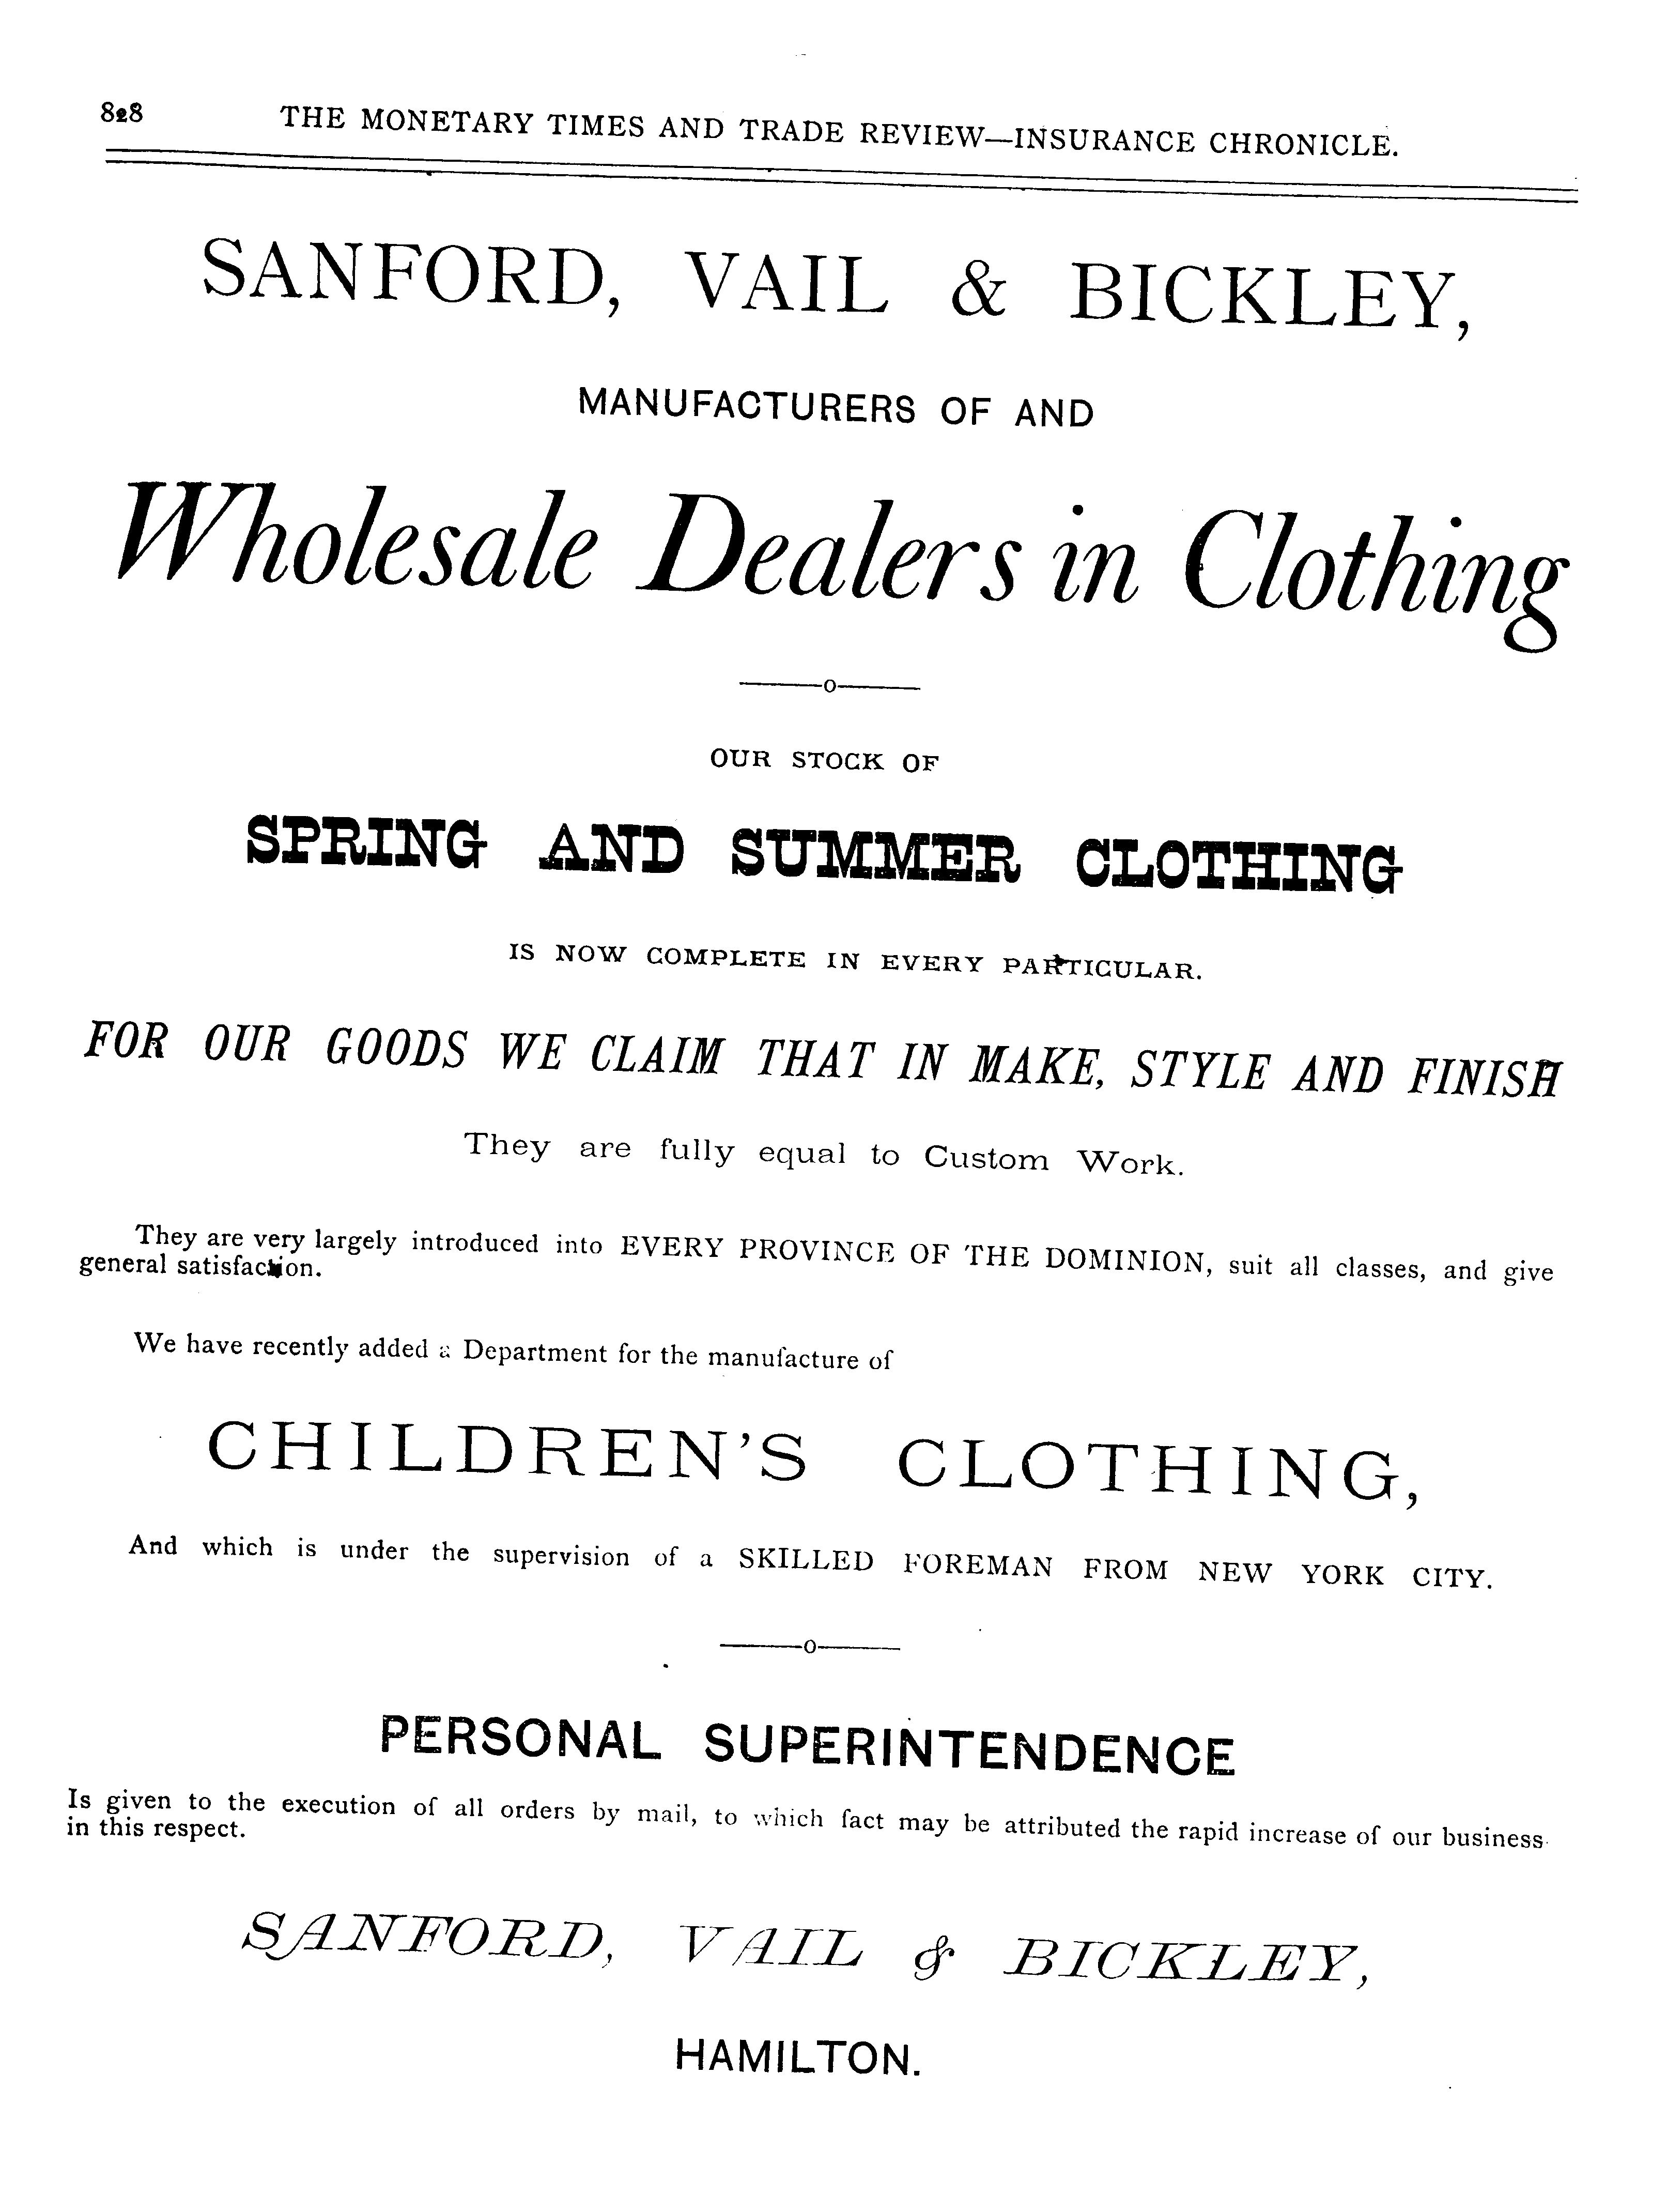 828
THE MONETARY TIMES AND TRADE REVIEW—INSURANCE CHRONICLE.
SANFORD, VAIL & BICKLEY,
MANUFACTURERS OF AND
Wholesale Dealers in Clothing
——o——
OUR STOCK OF
SPRING AND SUMMER CLOTHING
IS NOW COMPLETE IN EVERY PARTICULAR.
FOR OUR GOODS WE CLAIM THAT IN MAKE, STYLE AND FINISH
They are fully equal to Custom Work.
They are very largely introduced into EVERY PROVINCE OF THE DOMINION, suit all classes, and give
general satisfaction.
We have recently added a Department for the manufacture of
CHILDREN'S CLOTHING,
And which is under the supervision of a SKILLED FOREMAN FROM NEW YORK CITY.
——o——
PERSONAL SUPERINTENDENCE
Is given to the execution of all orders by mail, to which fact may be attributed the rapid increase of our business
in this respect.
SANFORD, VAIL & BICKLEY,
HAMILTON.